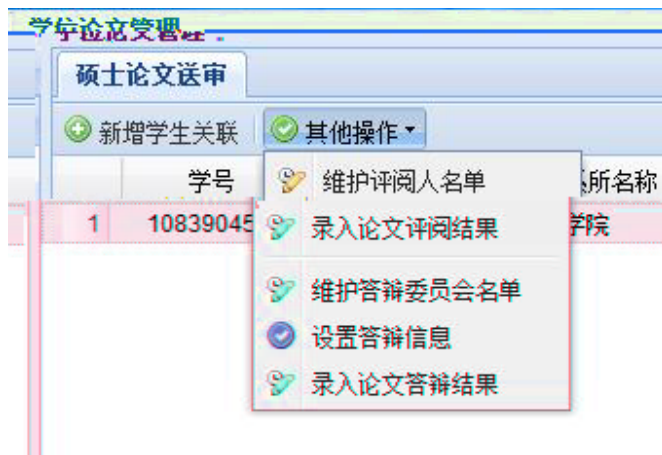 学位论文管理
硕士论文送审
新增学生关联 其他操作
学号 系所名称
1 10839045 学院
维护评阅人名单
录入论文评阅结果
维护答辩委员会名单
设置答辩信息
录入论文答辩结果